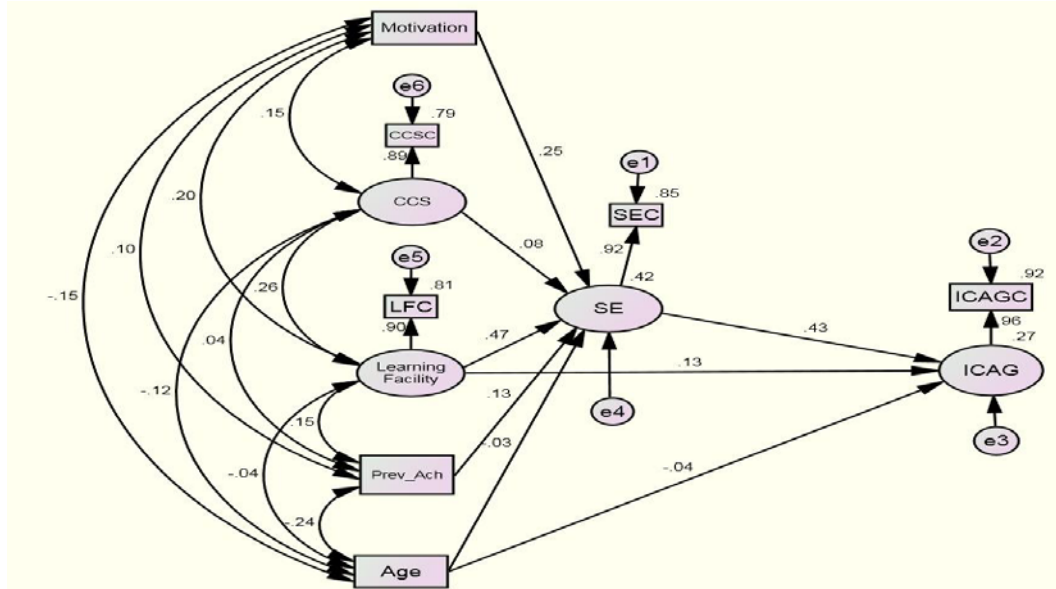 Motivation
e6
.79
CCSC
.89
.15
.25
e1
.85
CCS
SEC
.20
.08
.92
e2
.10
e5
.42
.92
.26
.81
LFC
ICAGC
-.15
.90
SE
.96
.04
.47
.43
.27
Learning
Facility
.13
ICAG
-.12
.13
e4
.15
-.03
e3
-.04
Prev_Ach
-.04
-.24
Age